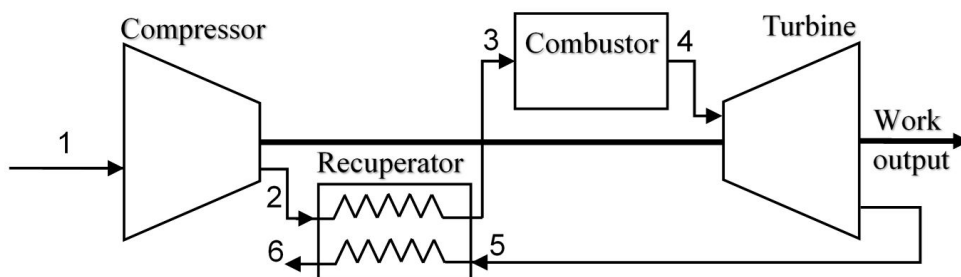 Compressor
Turbine
3
Combustor
4
1
Work
output
Recuperator
2
6
5